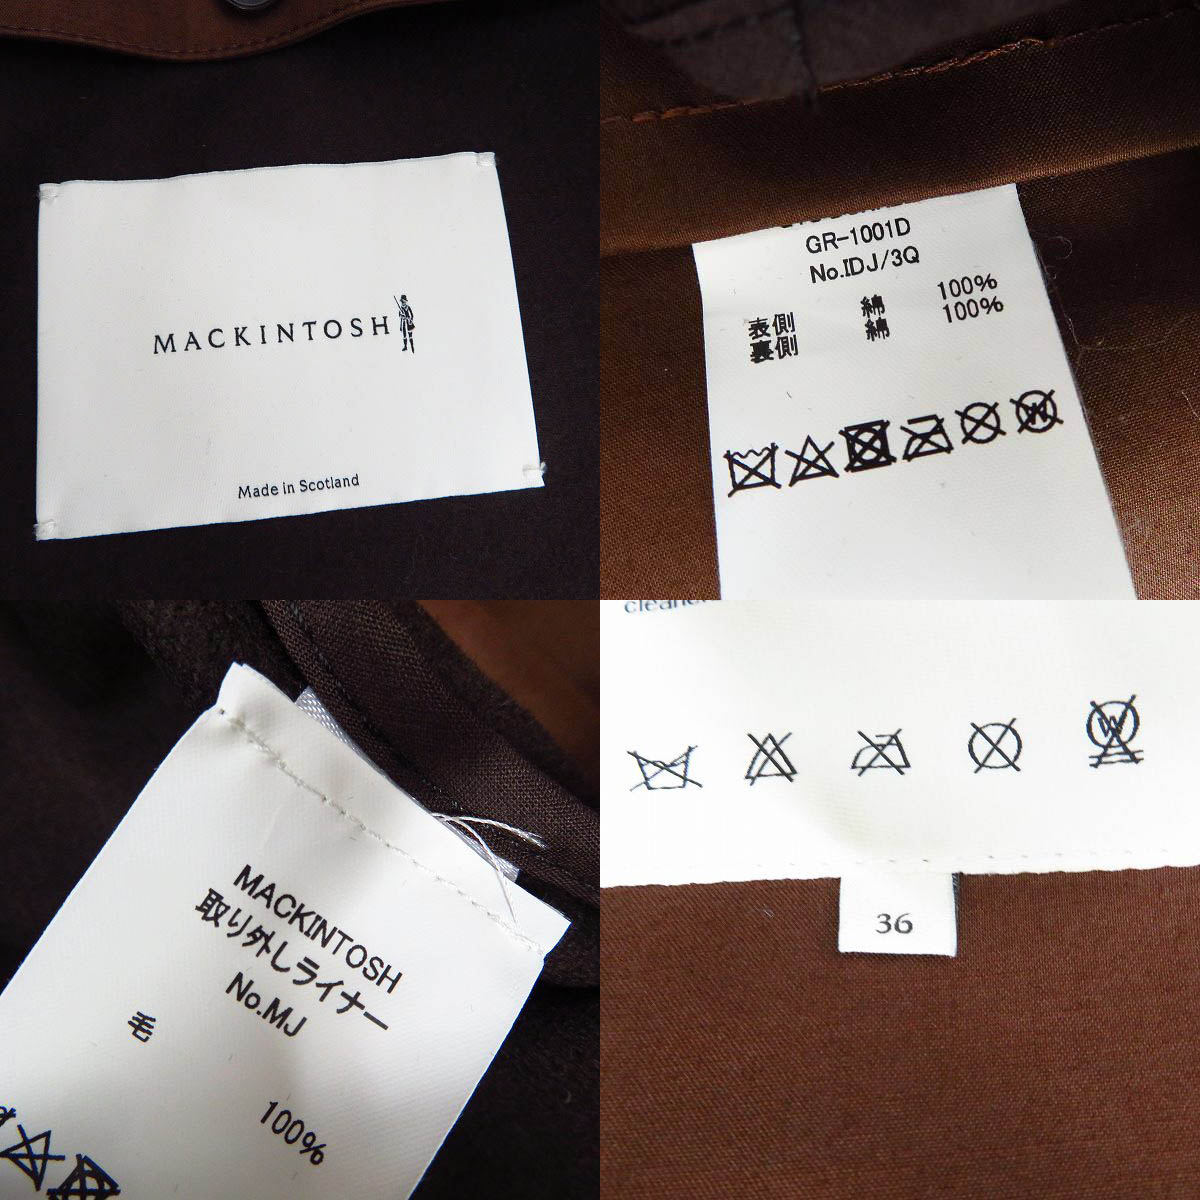 MACKINTOSH
Made in Scotland
GR-1001D
No.IDJ/3Q
表側 綿 100%
裏側 綿 100%
W
MACKINTOSH
取り外しライナー
No.MJ
毛 100%
W
36